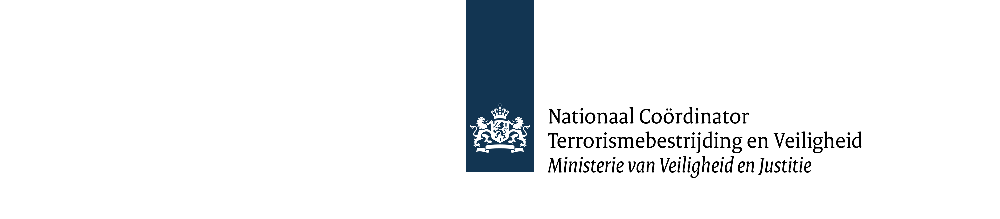 Nationaal Coördinator
Terrorismebestrijding en Veiligheid
Ministerie van Veiligheid en Justitie